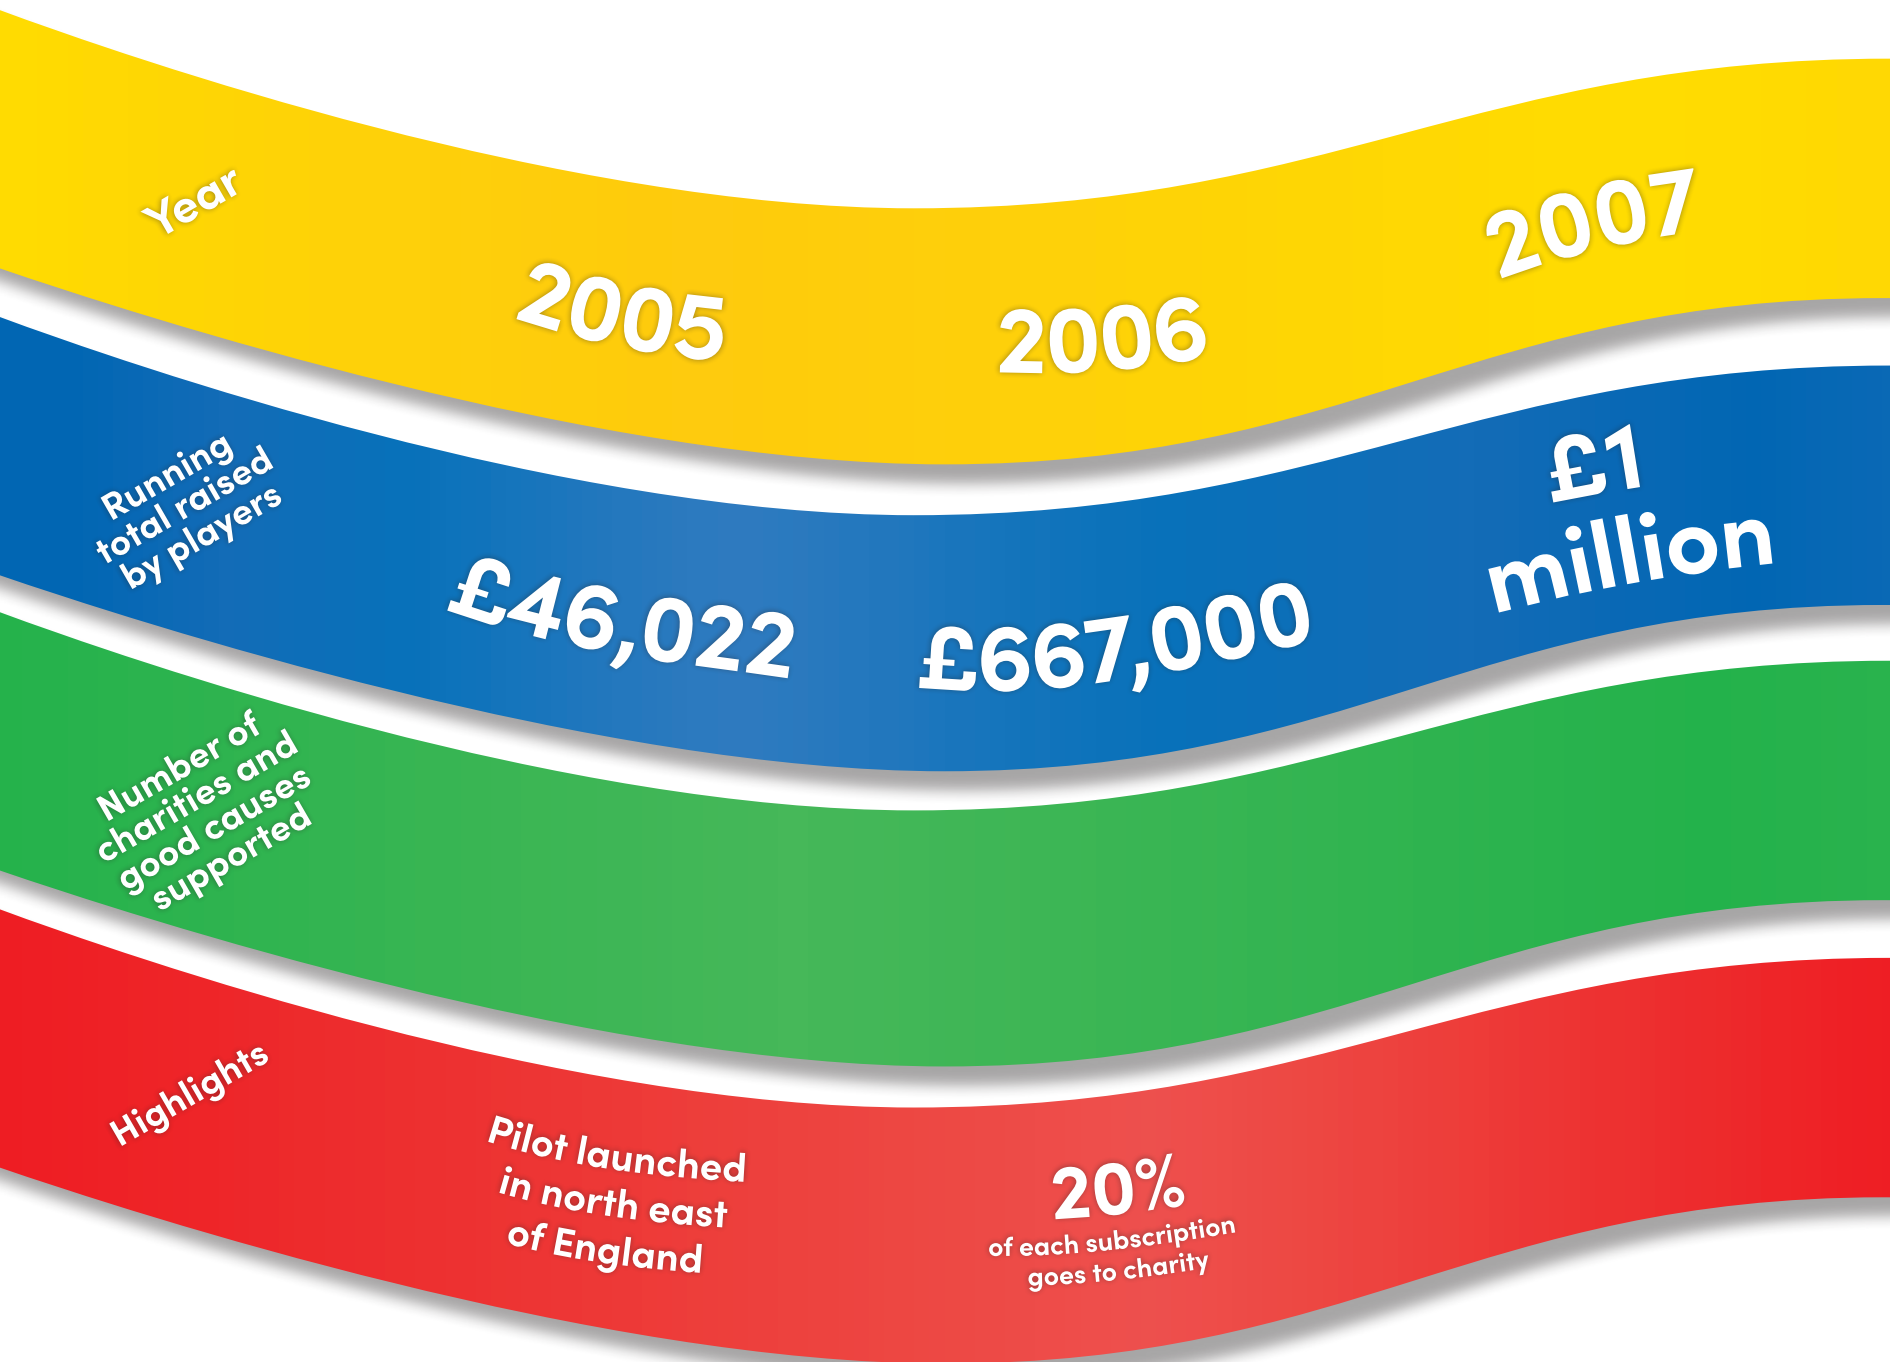 Year
2005
2006
2007
Running
total raised
by players
£46,022
£667,000
£1
million
Number of
charities and
good causes
supported
Highlights
Pilot launched
in north east
of England
20%
of each subscription
goes to charity